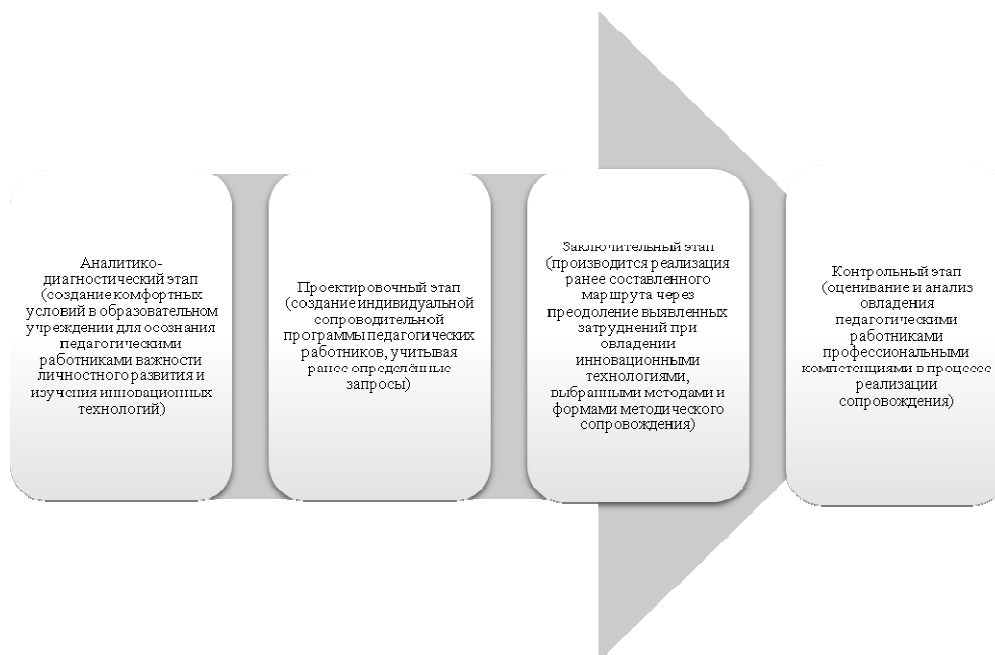 Аналитико-
диагностический этап
(создание комфортных
условий в образовательном
учреждении для осознания
педагогическими
работниками важности
личностного развития и
изучения инновационных
технологий)
Проектировочный этап
(создание индивидуальной
сопроводительной
программы педагогических
работников, учитывая
ранее определённые
запросы)
Заключительный этап
(производится реализация
ранее составленного
маршрута через
преодоление выявленных
затруднений при
овладении
инновационными
технологиями,
выбранными методами и
формами методического
сопровождения)
Контрольный этап
(оценивание и анализ
овладения
педагогическими
работниками
профессиональными
компетенциями в процессе
реализации
сопровождения)